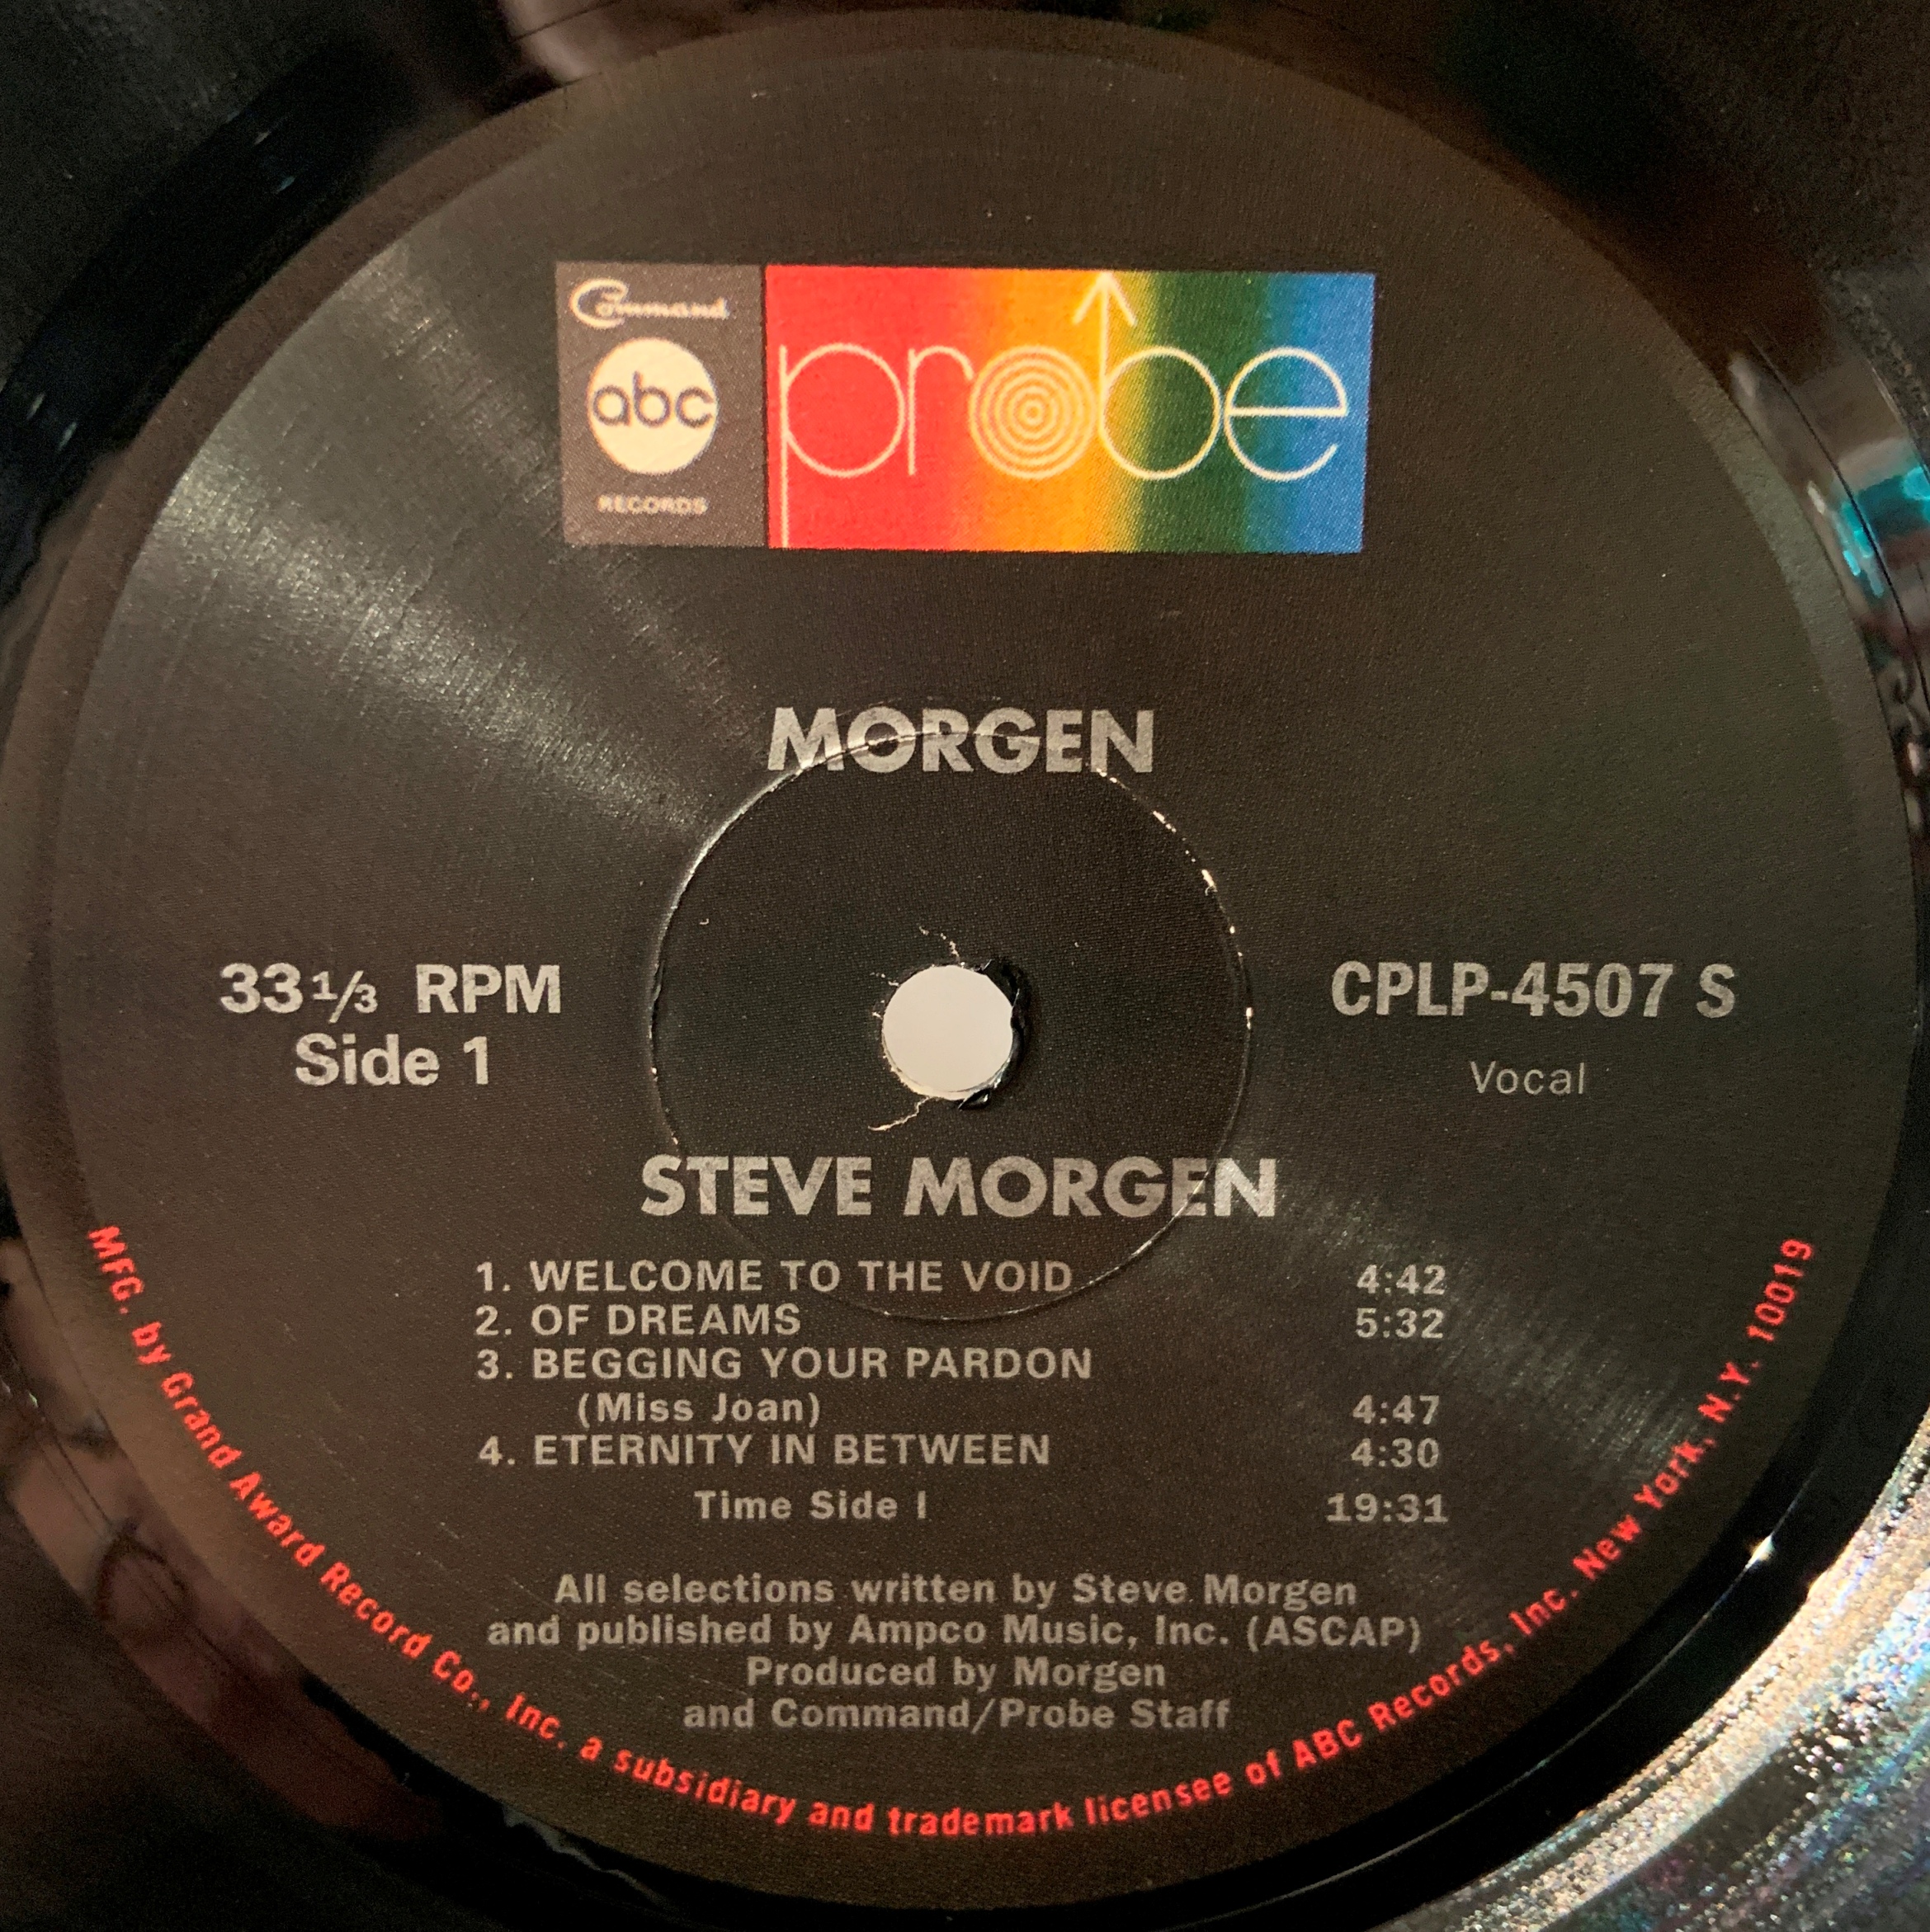 Command
abc
RECORDS
probe
MORGEN
33 1/3 RPM
Side 1
CPLP-4507 S
Vocal
STEVE MORGEN
1. WELCOME TO THE VOID 4:42
2. OF DREAMS 5:32
3. BEGGING YOUR PARDON
(Miss Joan) 4:47
4. ETERNITY IN BETWEEN 4:30
Time Side I 19:31
All selections written by Steve Morgen
and published by Ampco Music, Inc. (ASCAP)
Produced by Morgen
and Command/Probe Staff
MFG. by Grand Award Record Co., Inc. a subsidiary and trademark licensee of ABC Records, Inc. New York, N.Y. 10019